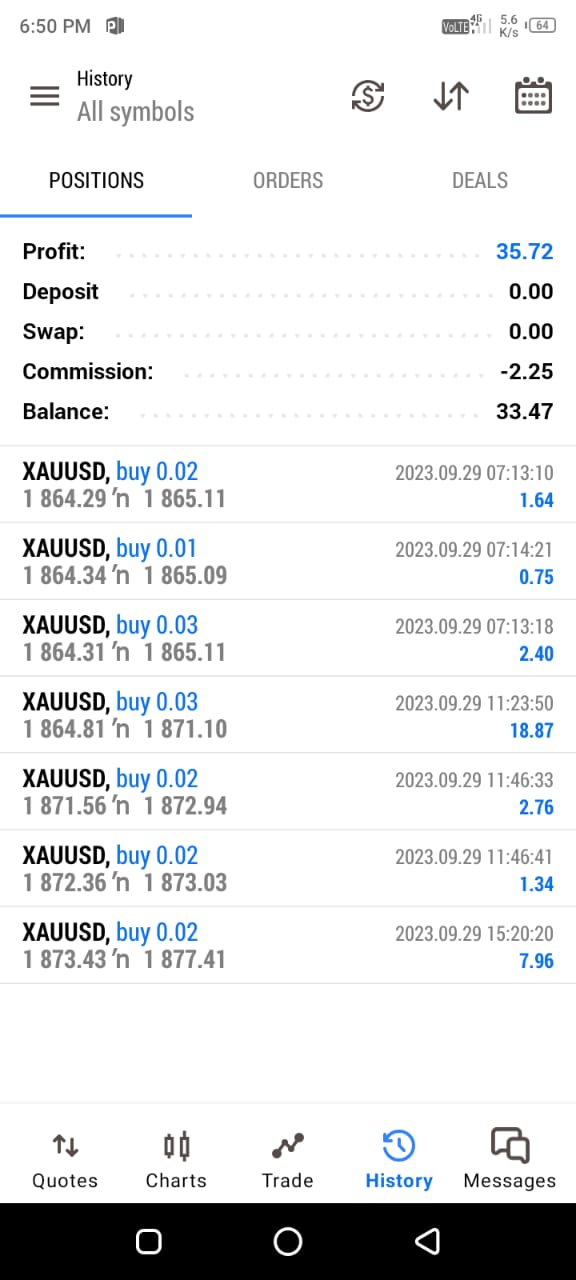 6:50 PM
VoLTE 4G 5.6 K/s 64
History
All symbols
POSITIONS ORDERS DEALS
Profit: 35.72
Deposit 0.00
Swap: 0.00
Commission: -2.25
Balance: 33.47
XAUUSD, buy 0.02 2023.09.29 07:13:10
1 864.29 ’n 1 865.11 1.64
XAUUSD, buy 0.01 2023.09.29 07:14:21
1 864.34 ’n 1 865.09 0.75
XAUUSD, buy 0.03 2023.09.29 07:13:18
1 864.31 ’n 1 865.11 2.40
XAUUSD, buy 0.03 2023.09.29 11:23:50
1 864.81 ’n 1 871.10 18.87
XAUUSD, buy 0.02 2023.09.29 11:46:33
1 871.56 ’n 1 872.94 2.76
XAUUSD, buy 0.02 2023.09.29 11:46:41
1 872.36 ’n 1 873.03 1.34
XAUUSD, buy 0.02 2023.09.29 15:20:20
1 873.43 ’n 1 877.41 7.96
Quotes Charts Trade History Messages